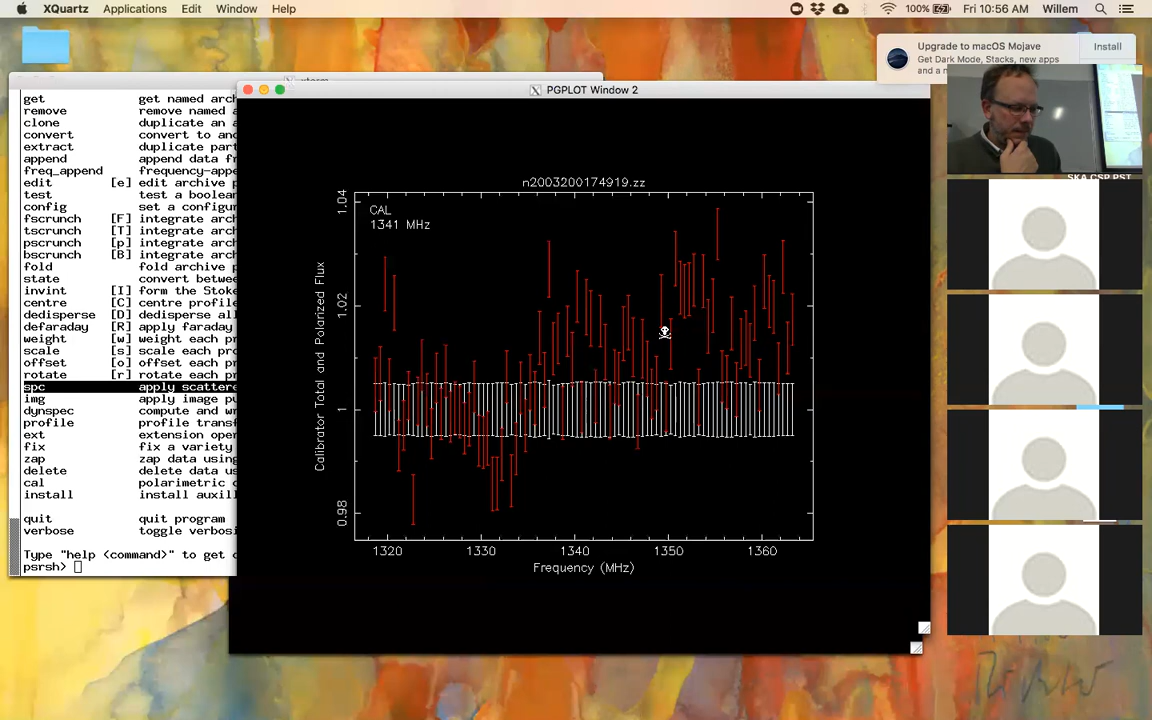 XQuartz Applications Edit Window Help 100% Fri 10:56 AM Willem
Upgrade to macOS Mojave
Get Dark Mode, Stacks, new apps
and a
Install
xterm
PGPLOT Window 2
get get named arch
remove remove named a
clone duplicate an a
convert convert to ano
extract duplicate part
append append data fr
freq_append frequency-appe
edit [e] edit archive p
test test a boolean
config set a configur
fscrunch [F] integrate arch
tscrunch [T] integrate arch
pscrunch [p] integrate arch
bscrunch [B] integrate arch
fold fold archive p
state convert betwee
invint [I] form the Stoke
centre [C] centre profile
dedisperse [D] dedisperse all
defaraday [R] apply faraday
weight [w] weight each pr
scale [s] scale each pro
offset [o] offset each pr
rotate [r] rotate each pr
spc apply scattere
img apply image pu
dynspec compute and wr
profile profile transf
ext extension oper
fix fix a variety
zap zap data using
delete delete data us
cal polarimetric c
install install auxill
quit quit program
verbose toggle verbosi
Type "help <command>" to get d
psrsh>
n2003200174919.zz
CAL
1341 MHz
Calibrator Total and Polarized Flux
1.04
1.02
1
0.98
1320 1330 1340 1350 1360
Frequency (MHz)
SKA CSP PST